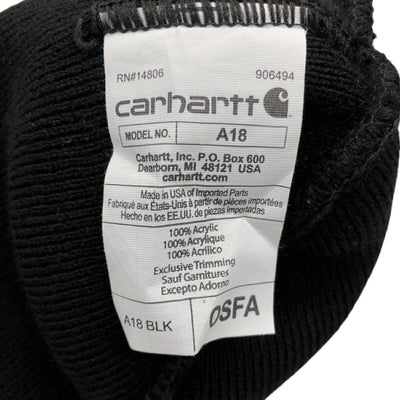 RN#14806 906494
carhartt
MODEL NO. A18
Carhartt, Inc. P.O. Box 600
Dearborn, MI 48121 USA
carhartt.com
Made in USA of Imported Parts
Fabriqué aux États-Unis à partir de pièces importées
Hecho en los EE.UU. de piezas importadas
100% Acrylic
100% Acrylique
100% Acrílico
Exclusive Trimming
Sauf Garnitures
Excepto Adorno
A18 BLK OSFA